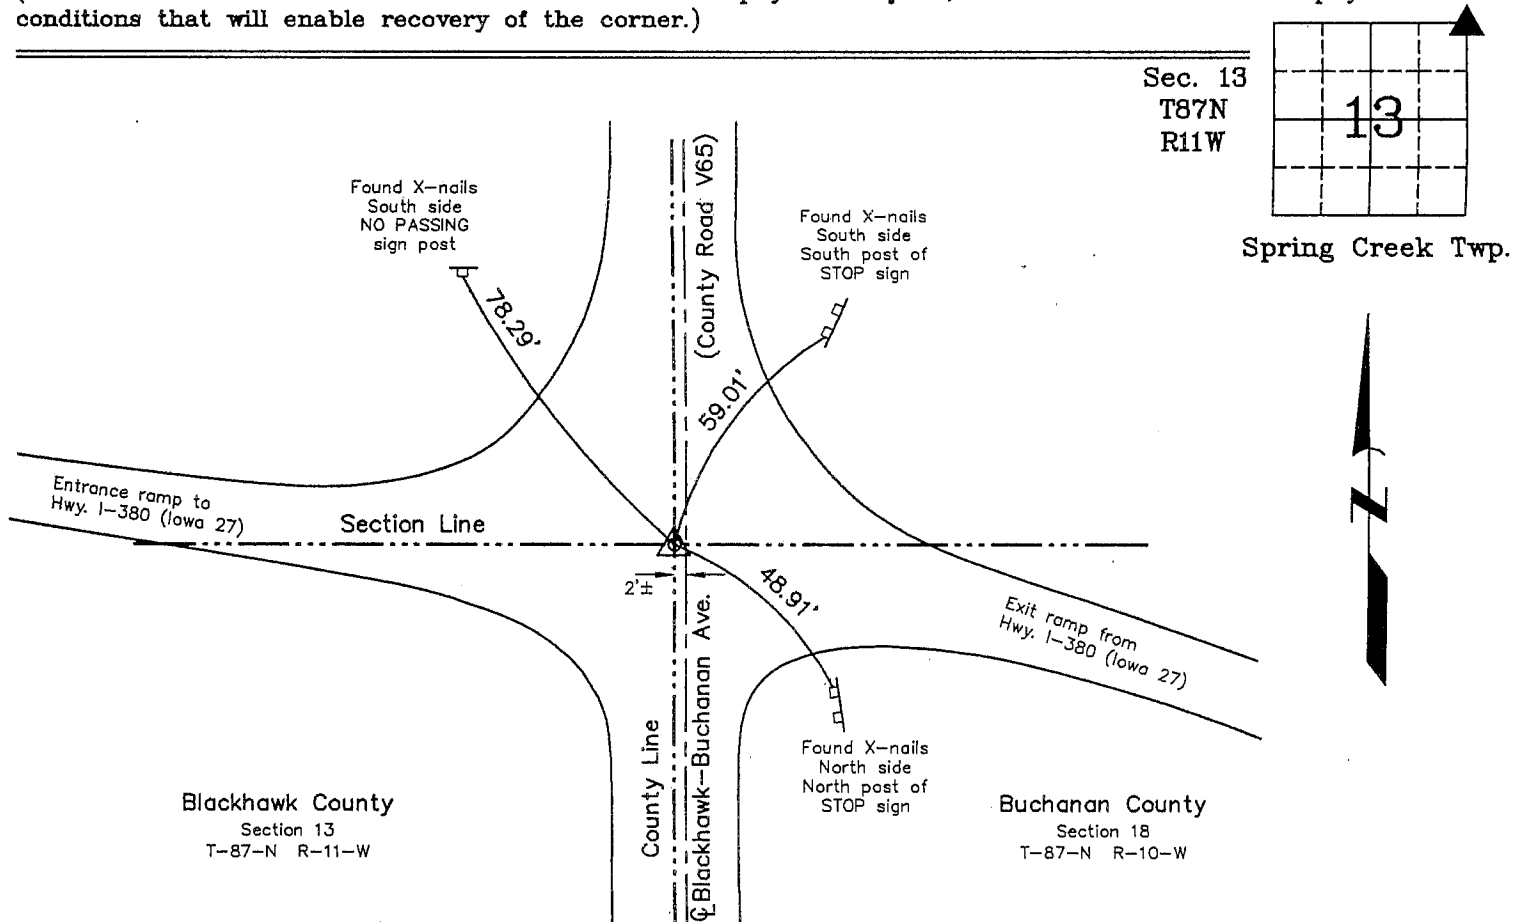 conditions that will enable recovery of the corner.)
Sec. 13
T87N
R11W
13
Spring Creek Twp.
Found X-nails
South side
NO PASSING
sign post
Found X-nails
South side
South post of
STOP sign
(County Road V65)
78.29'
59.01'
Entrance ramp to
Hwy. I-380 (Iowa 27)
Section Line
2'±
48.91'
Exit ramp from
Hwy. I-380 (Iowa 27)
N
Found X-nails
North side
North post of
STOP sign
County Line
℄ Blackhawk-Buchanan Ave.
Blackhawk County
Section 13
T-87-N R-11-W
Buchanan County
Section 18
T-87-N R-10-W